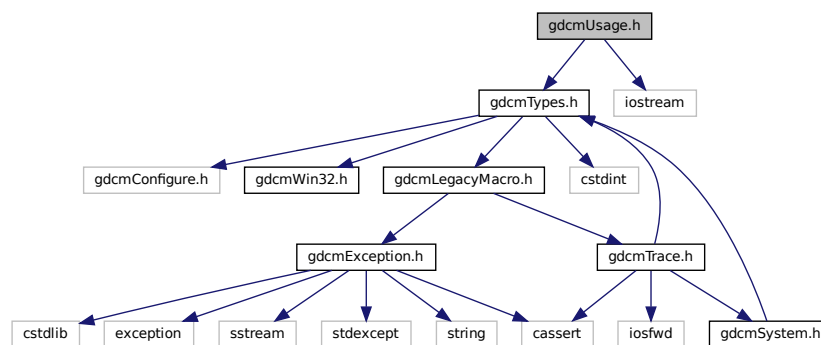 gdcmUsage.h
gdcmTypes.h
iostream
gdcmConfigure.h
gdcmWin32.h
gdcmLegacyMacro.h
cstdint
gdcmException.h
gdcmTrace.h
cstdlib
exception
sstream
stdexcept
string
cassert
iosfwd
gdcmSystem.h